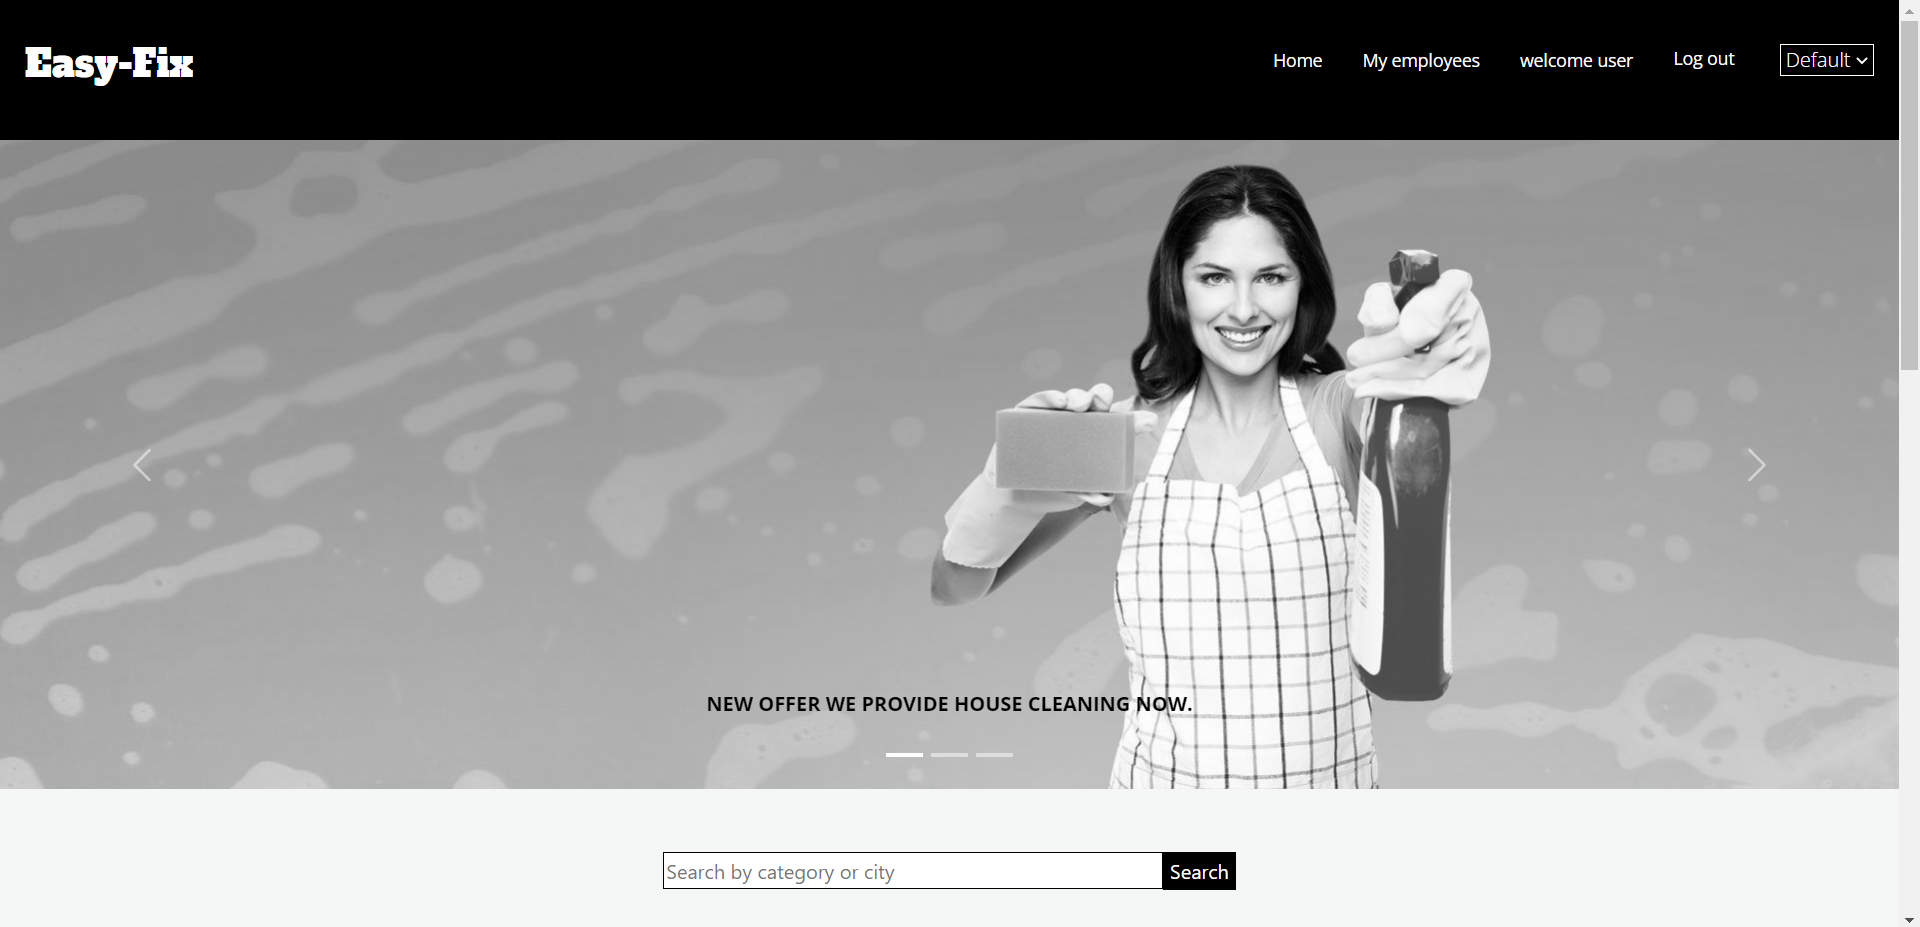 Easy-Fix
Home
My employees
welcome user
Log out
Default
NEW OFFER WE PROVIDE HOUSE CLEANING NOW.
Search by category or city
Search